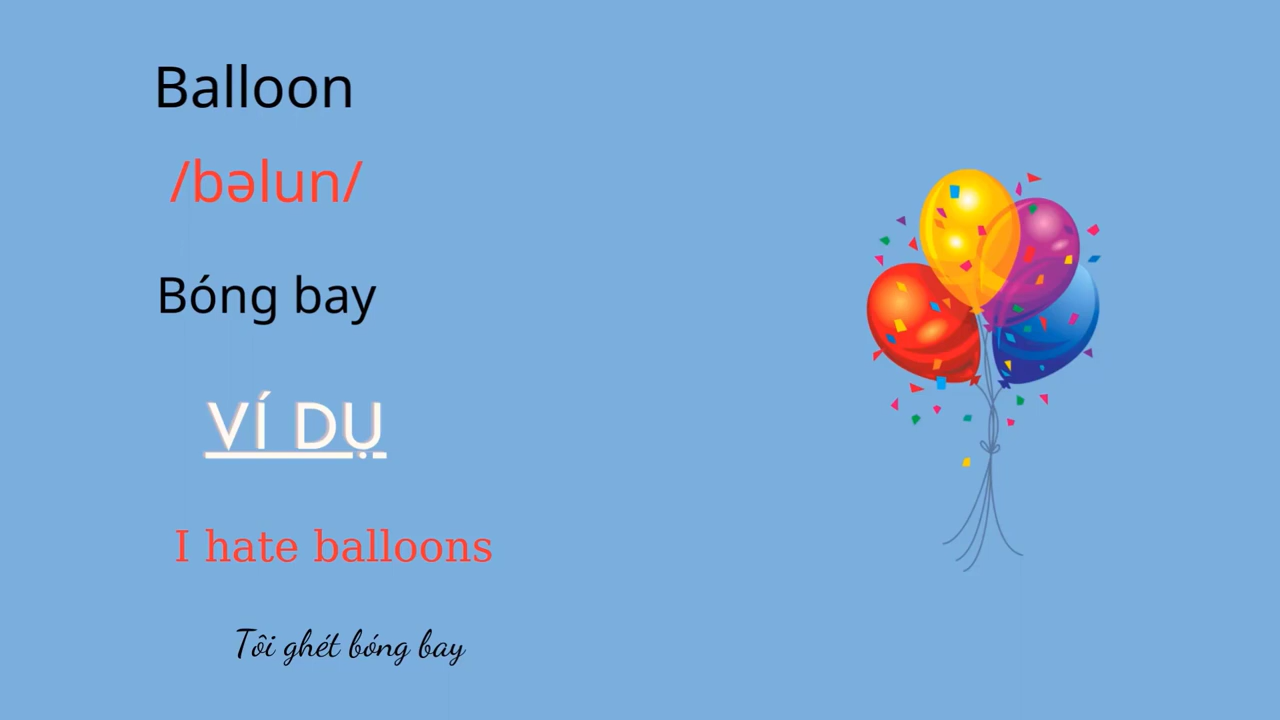 Balloon
/bəlun/
Bóng bay
VÍ DỤ
I hate balloons
Tôi ghét bóng bay